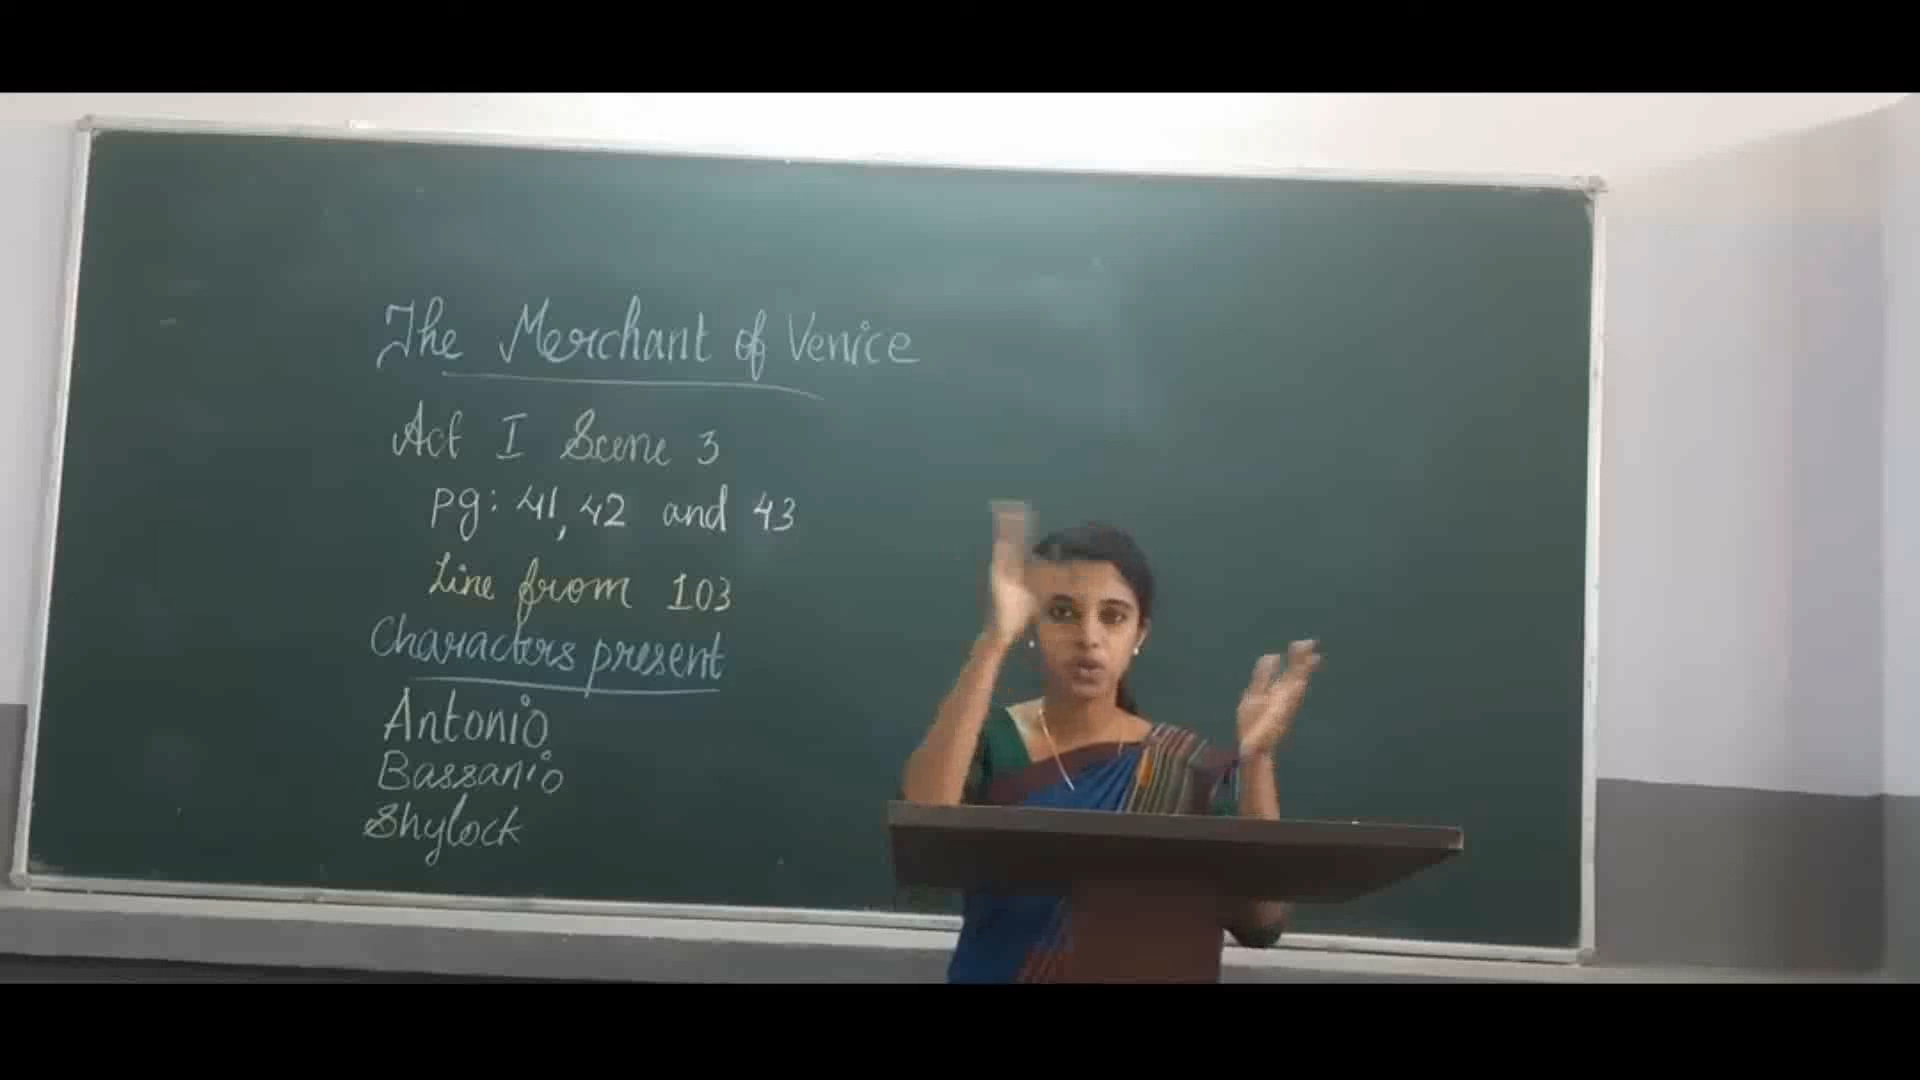 The Merchant of Venice
Act I Scene 3
pg: 41, 42 and 43
Line from 103
Characters present
Antonio
Bassanio
Shylock